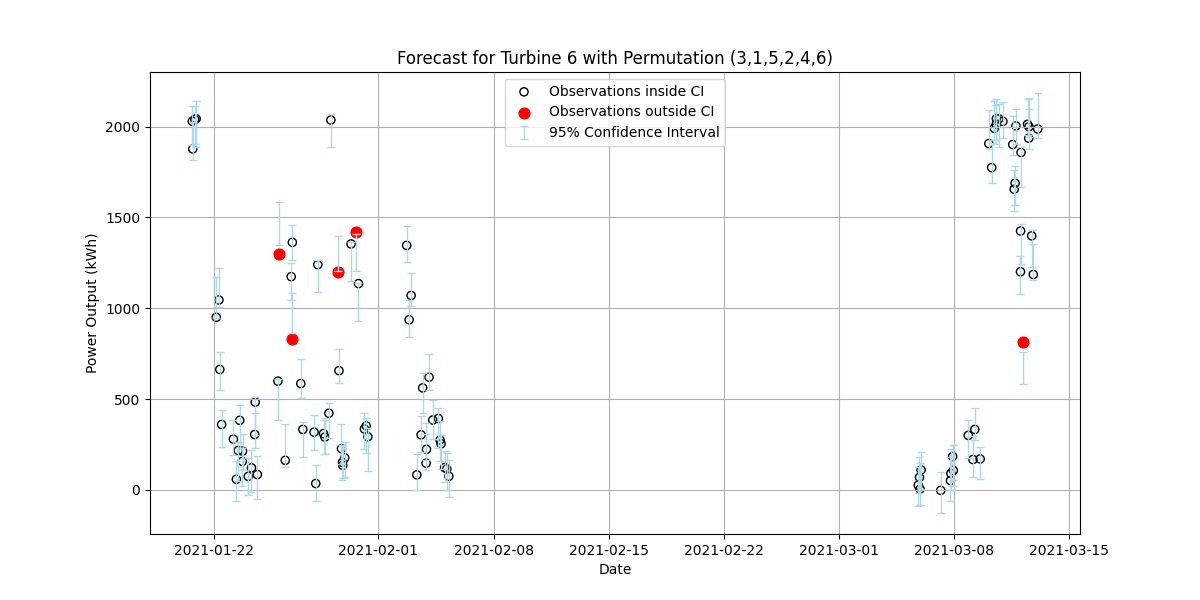 Forecast for Turbine 6 with Permutation (3,1,5,2,4,6)
Observations inside CI
Observations outside CI
95% Confidence Interval
Power Output (kWh)
2000
1500
1000
500
0
2021-01-22
2021-02-01
2021-02-08
2021-02-15
2021-02-22
2021-03-01
2021-03-08
2021-03-15
Date